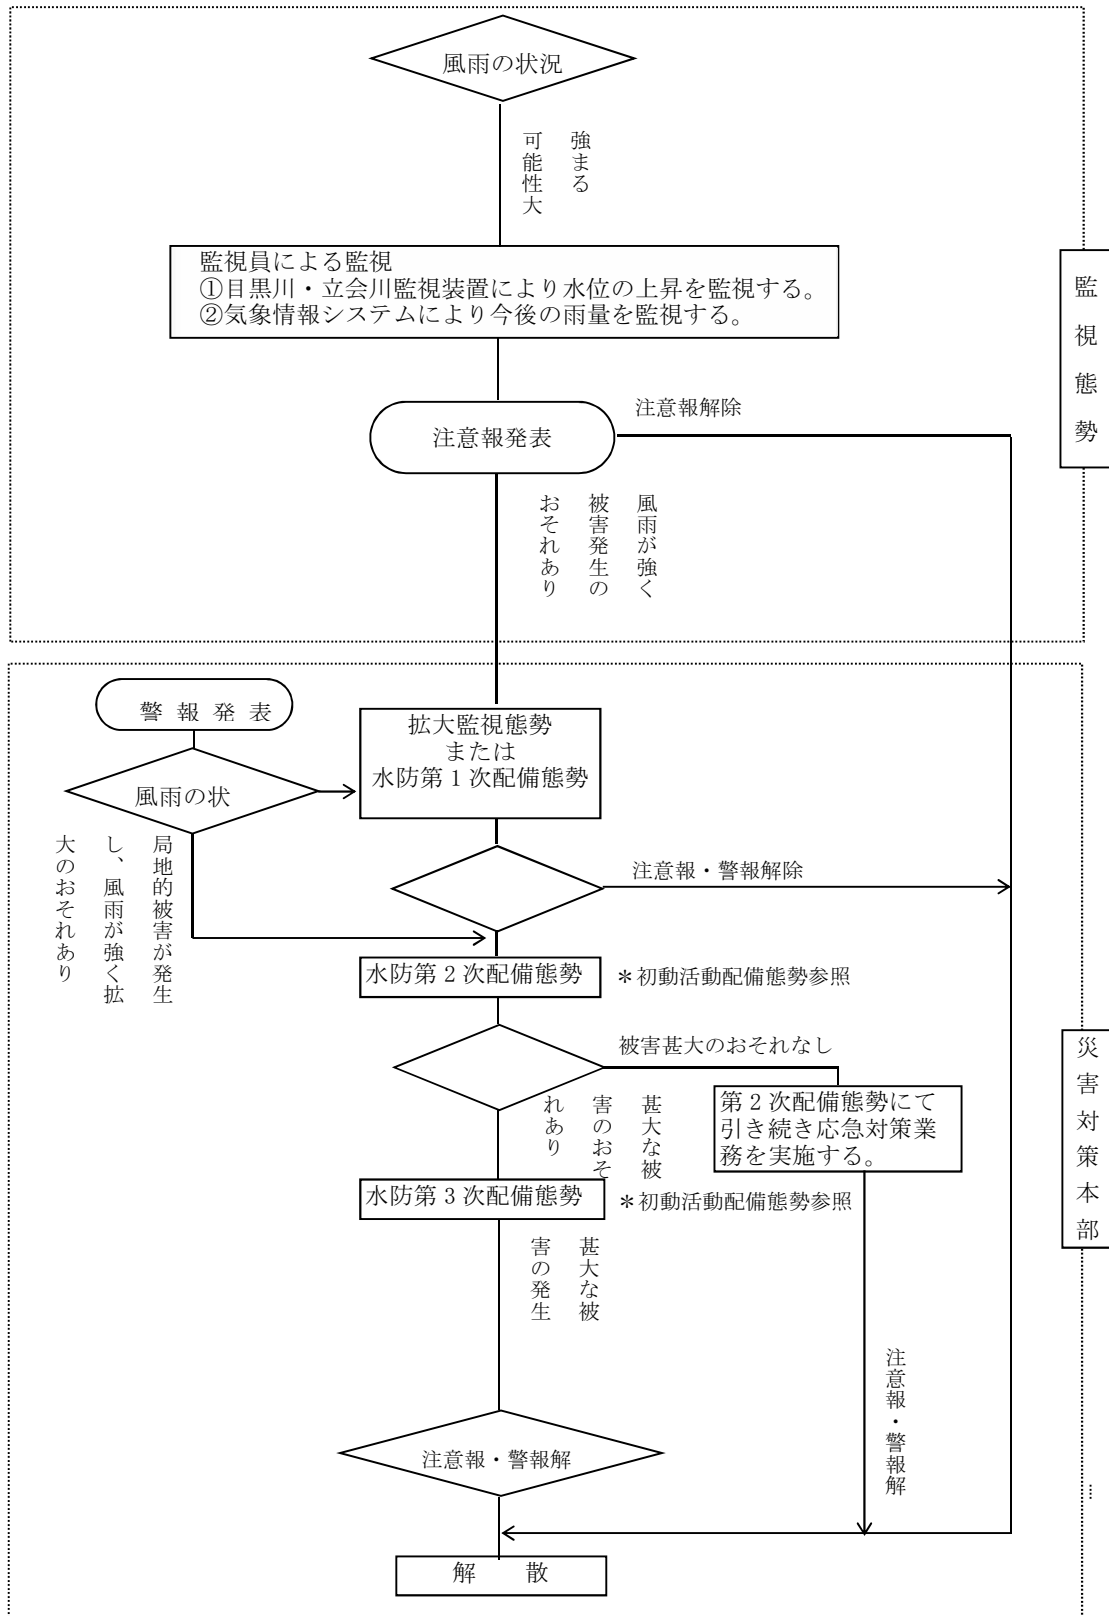 風雨の状況
強まる
可能性大
監視員による監視
①目黒川・立会川監視装置により水位の上昇を監視する。
②気象情報システムにより今後の雨量を監視する。
監視態勢
注意報発表
注意報解除
風雨が強く
被害発生の
おそれあり
警報発表
拡大監視態勢
または
水防第1次配備態勢
風雨の状
局地的被害が発生
し、風雨が強く拡
大のおそれあり
注意報・警報解除
水防第2次配備態勢
＊初動活動配備態勢参照
被害甚大のおそれなし
甚大な被
害のおそ
れあり
第2次配備態勢にて
引き続き応急対策業
務を実施する。
災害対策本部
水防第3次配備態勢
＊初動活動配備態勢参照
甚大な被
害の発生
注意報・警報解
注意報・警報解
解　散